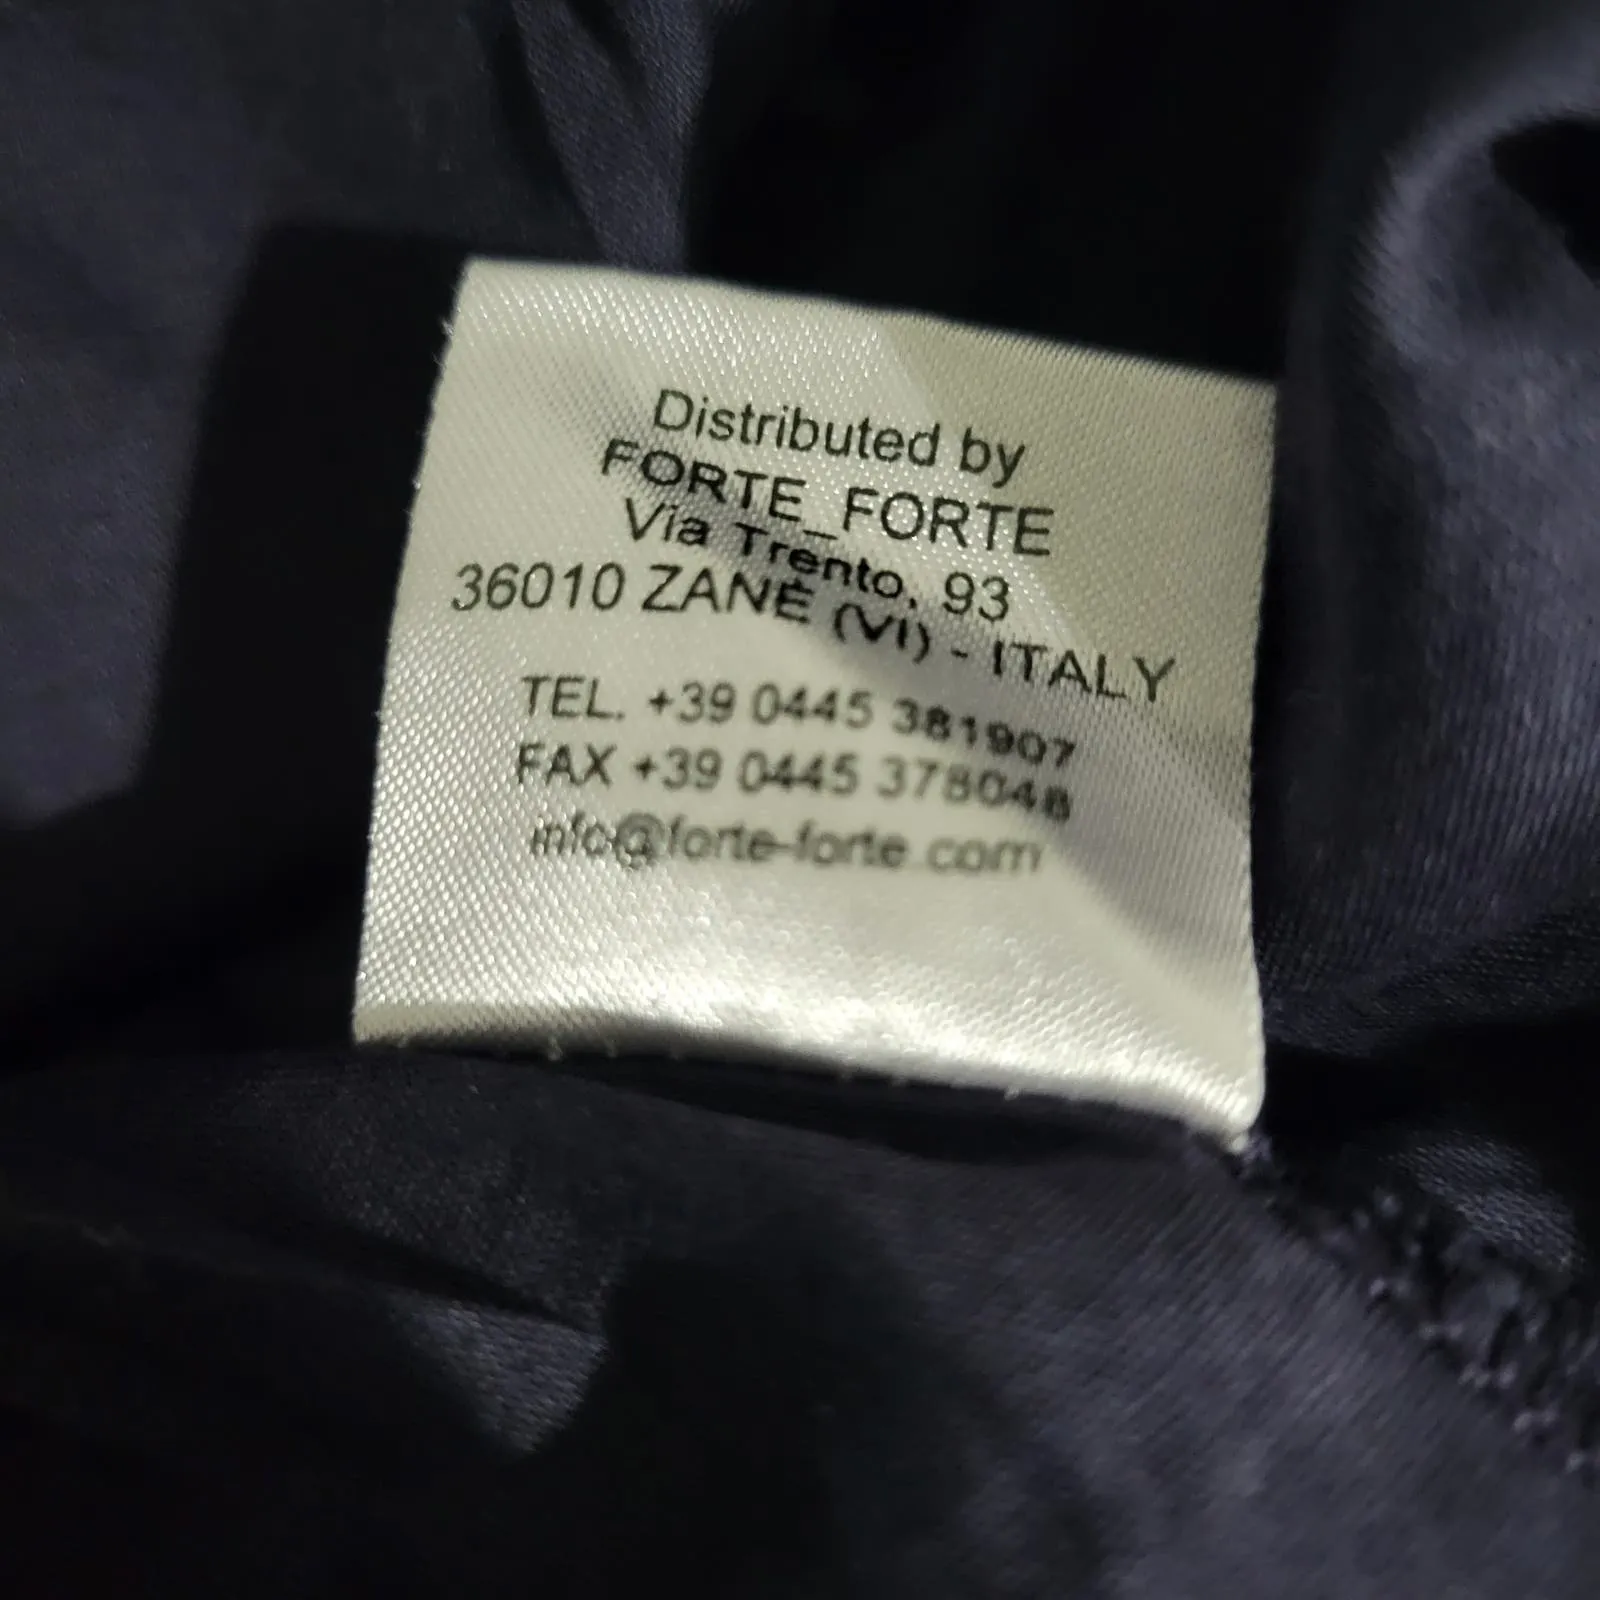 Distributed by
FORTE_FORTE
Via Trento, 93
36010 ZANÈ (VI) - ITALY
TEL. +39 0445 381907
FAX +39 0445 378048
info@forte-forte.com